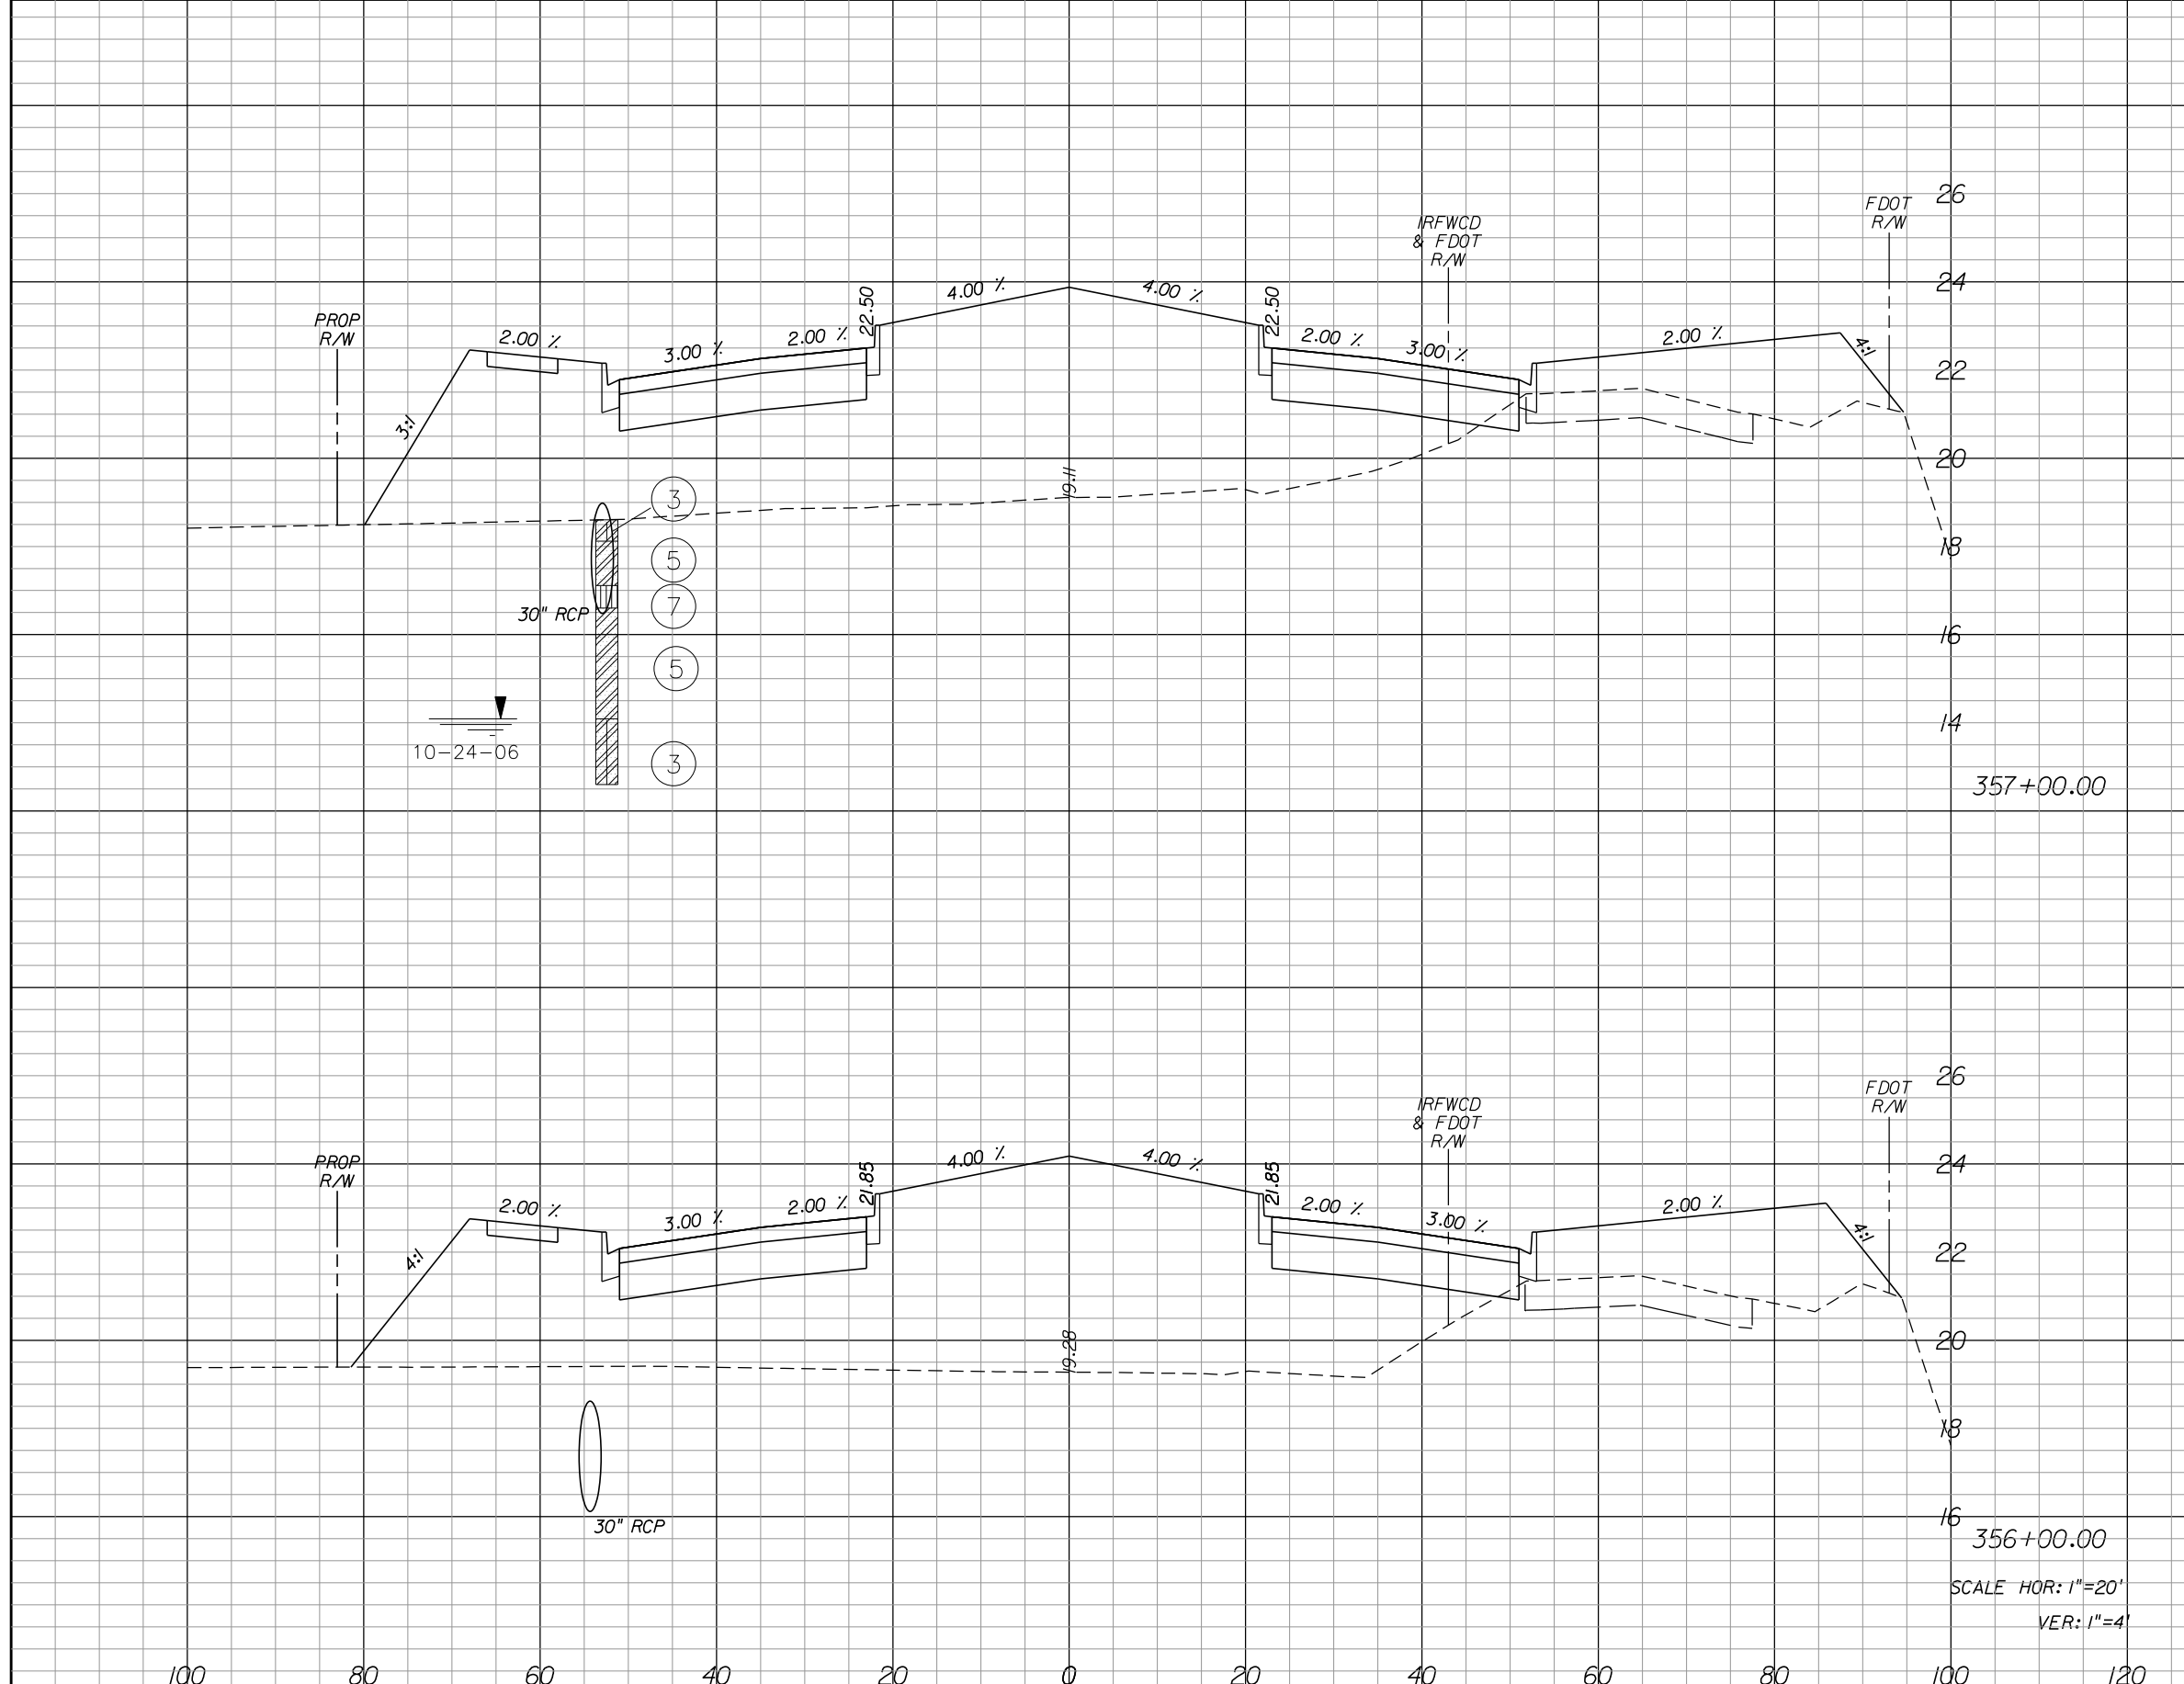 26
FDOT
R/W
IRFWCD
& FDOT
R/W
24
4.00 %
4.00 %
22.50
22.50
PROP
R/W
2.00 %
3.00 %
2.00 %
2.00 %
3.00 %
2.00 %
4:1
22
3:1
20
19.11
3
18
5
7
30" RCP
16
5
14
10-24-06
3
357+00.00
26
FDOT
R/W
IRFWCD
& FDOT
R/W
24
4.00 %
4.00 %
21.85
21.85
PROP
R/W
2.00 %
3.00 %
2.00 %
2.00 %
3.00 %
2.00 %
4:1
4:1
22
20
19.28
18
16
30" RCP
356+00.00
SCALE HOR: 1"=20'
VER: 1"=4'
100 80 60 40 20 0 20 40 60 80 100 120